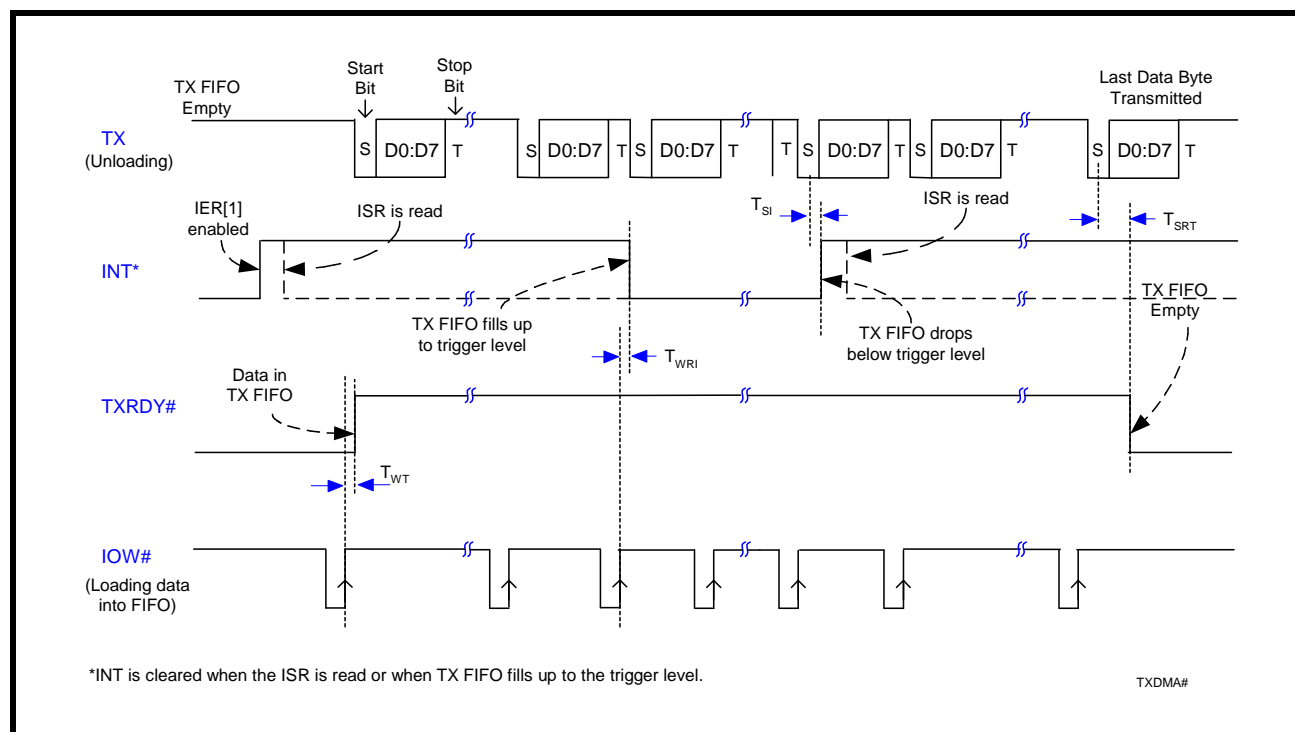 TX FIFO
Empty
Start
Bit
Stop
Bit
Last Data Byte
Transmitted
TX
(Unloading)
S D0:D7 T S D0:D7 T S D0:D7 T T S D0:D7 T S D0:D7 T S D0:D7 T
IER[1]
enabled
ISR is read
TSI
ISR is read
TSRT
INT*
TX FIFO fills up
to trigger level
TX FIFO drops
below trigger level
TX FIFO
Empty
TWRI
Data in
TX FIFO
TXRDY#
TWT
IOW#
(Loading data
into FIFO)
*INT is cleared when the ISR is read or when TX FIFO fills up to the trigger level.
TXDMA#